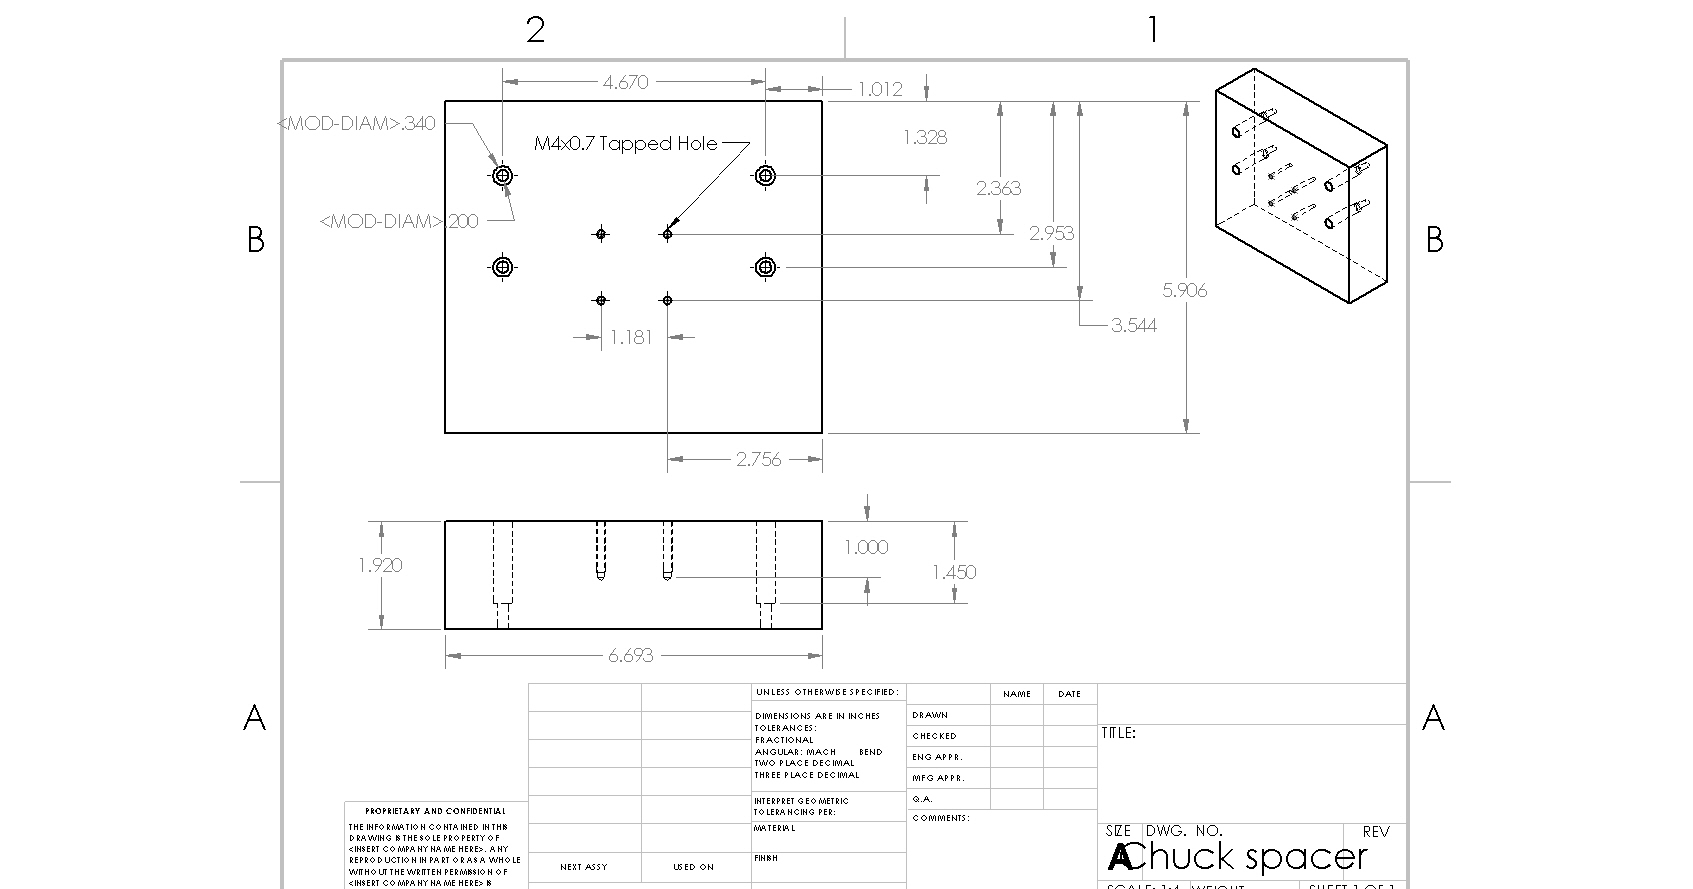 2
1
4.670
1.012
<MOD-DIAM>.340
1.328
M4x0.7 Tapped Hole
2.363
<MOD-DIAM>.200
2.953
B
B
5.906
3.544
1.181
2.756
1.920
1.000
1.450
6.693
A
A
UNLESS OTHERWISE SPECIFIED:
DIMENSIONS ARE IN INCHES
TOLERANCES:
FRACTIONAL
ANGULAR: MACH BEND
TWO PLACE DECIMAL
THREE PLACE DECIMAL
INTERPRET GEOMETRIC
TOLERANCING PER:
MATERIAL
FINISH
NAME DATE
DRAWN
CHECKED
ENG APPR.
MFG APPR.
Q.A.
COMMENTS:
TITLE:
SIZE DWG. NO. REV
A Chuck spacer
SCALE: 1:4 WEIGHT: SHEET 1 OF 1
PROPRIETARY AND CONFIDENTIAL
THE INFORMATION CONTAINED IN THIS
DRAWING IS THE SOLE PROPERTY OF
<INSERT COMPANY NAME HERE>. ANY
REPRODUCTION IN PART OR AS A WHOLE
WITHOUT THE WRITTEN PERMISSION OF
<INSERT COMPANY NAME HERE> IS
NEXT ASSY USED ON